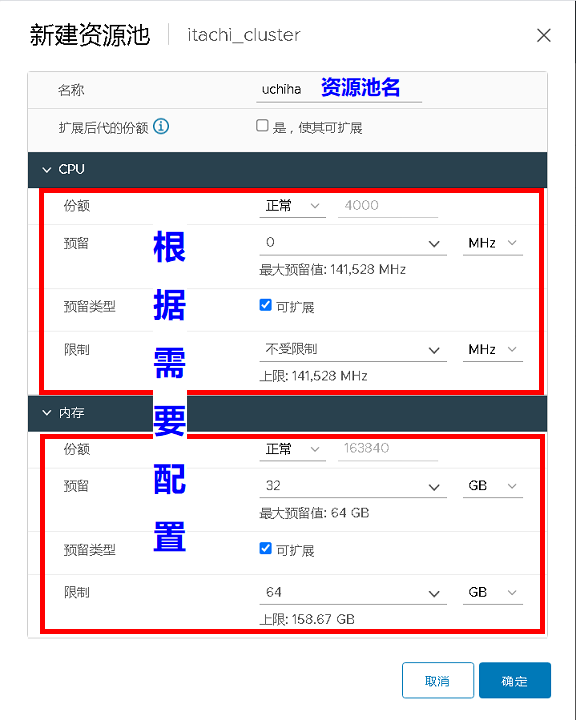 新建资源池 itachi_cluster
名称 uchiha 资源池名
扩展后代的份额 是，使其可扩展
CPU
份额 正常 4000
预留 0 MHz
最大预留值: 141,528 MHz
预留类型 可扩展
限制 不受限制 MHz
上限: 141,528 MHz
根据需要配置
内存
份额 正常 163840
预留 32 GB
最大预留值: 64 GB
预留类型 可扩展
限制 64 GB
上限: 158.67 GB
取消 确定